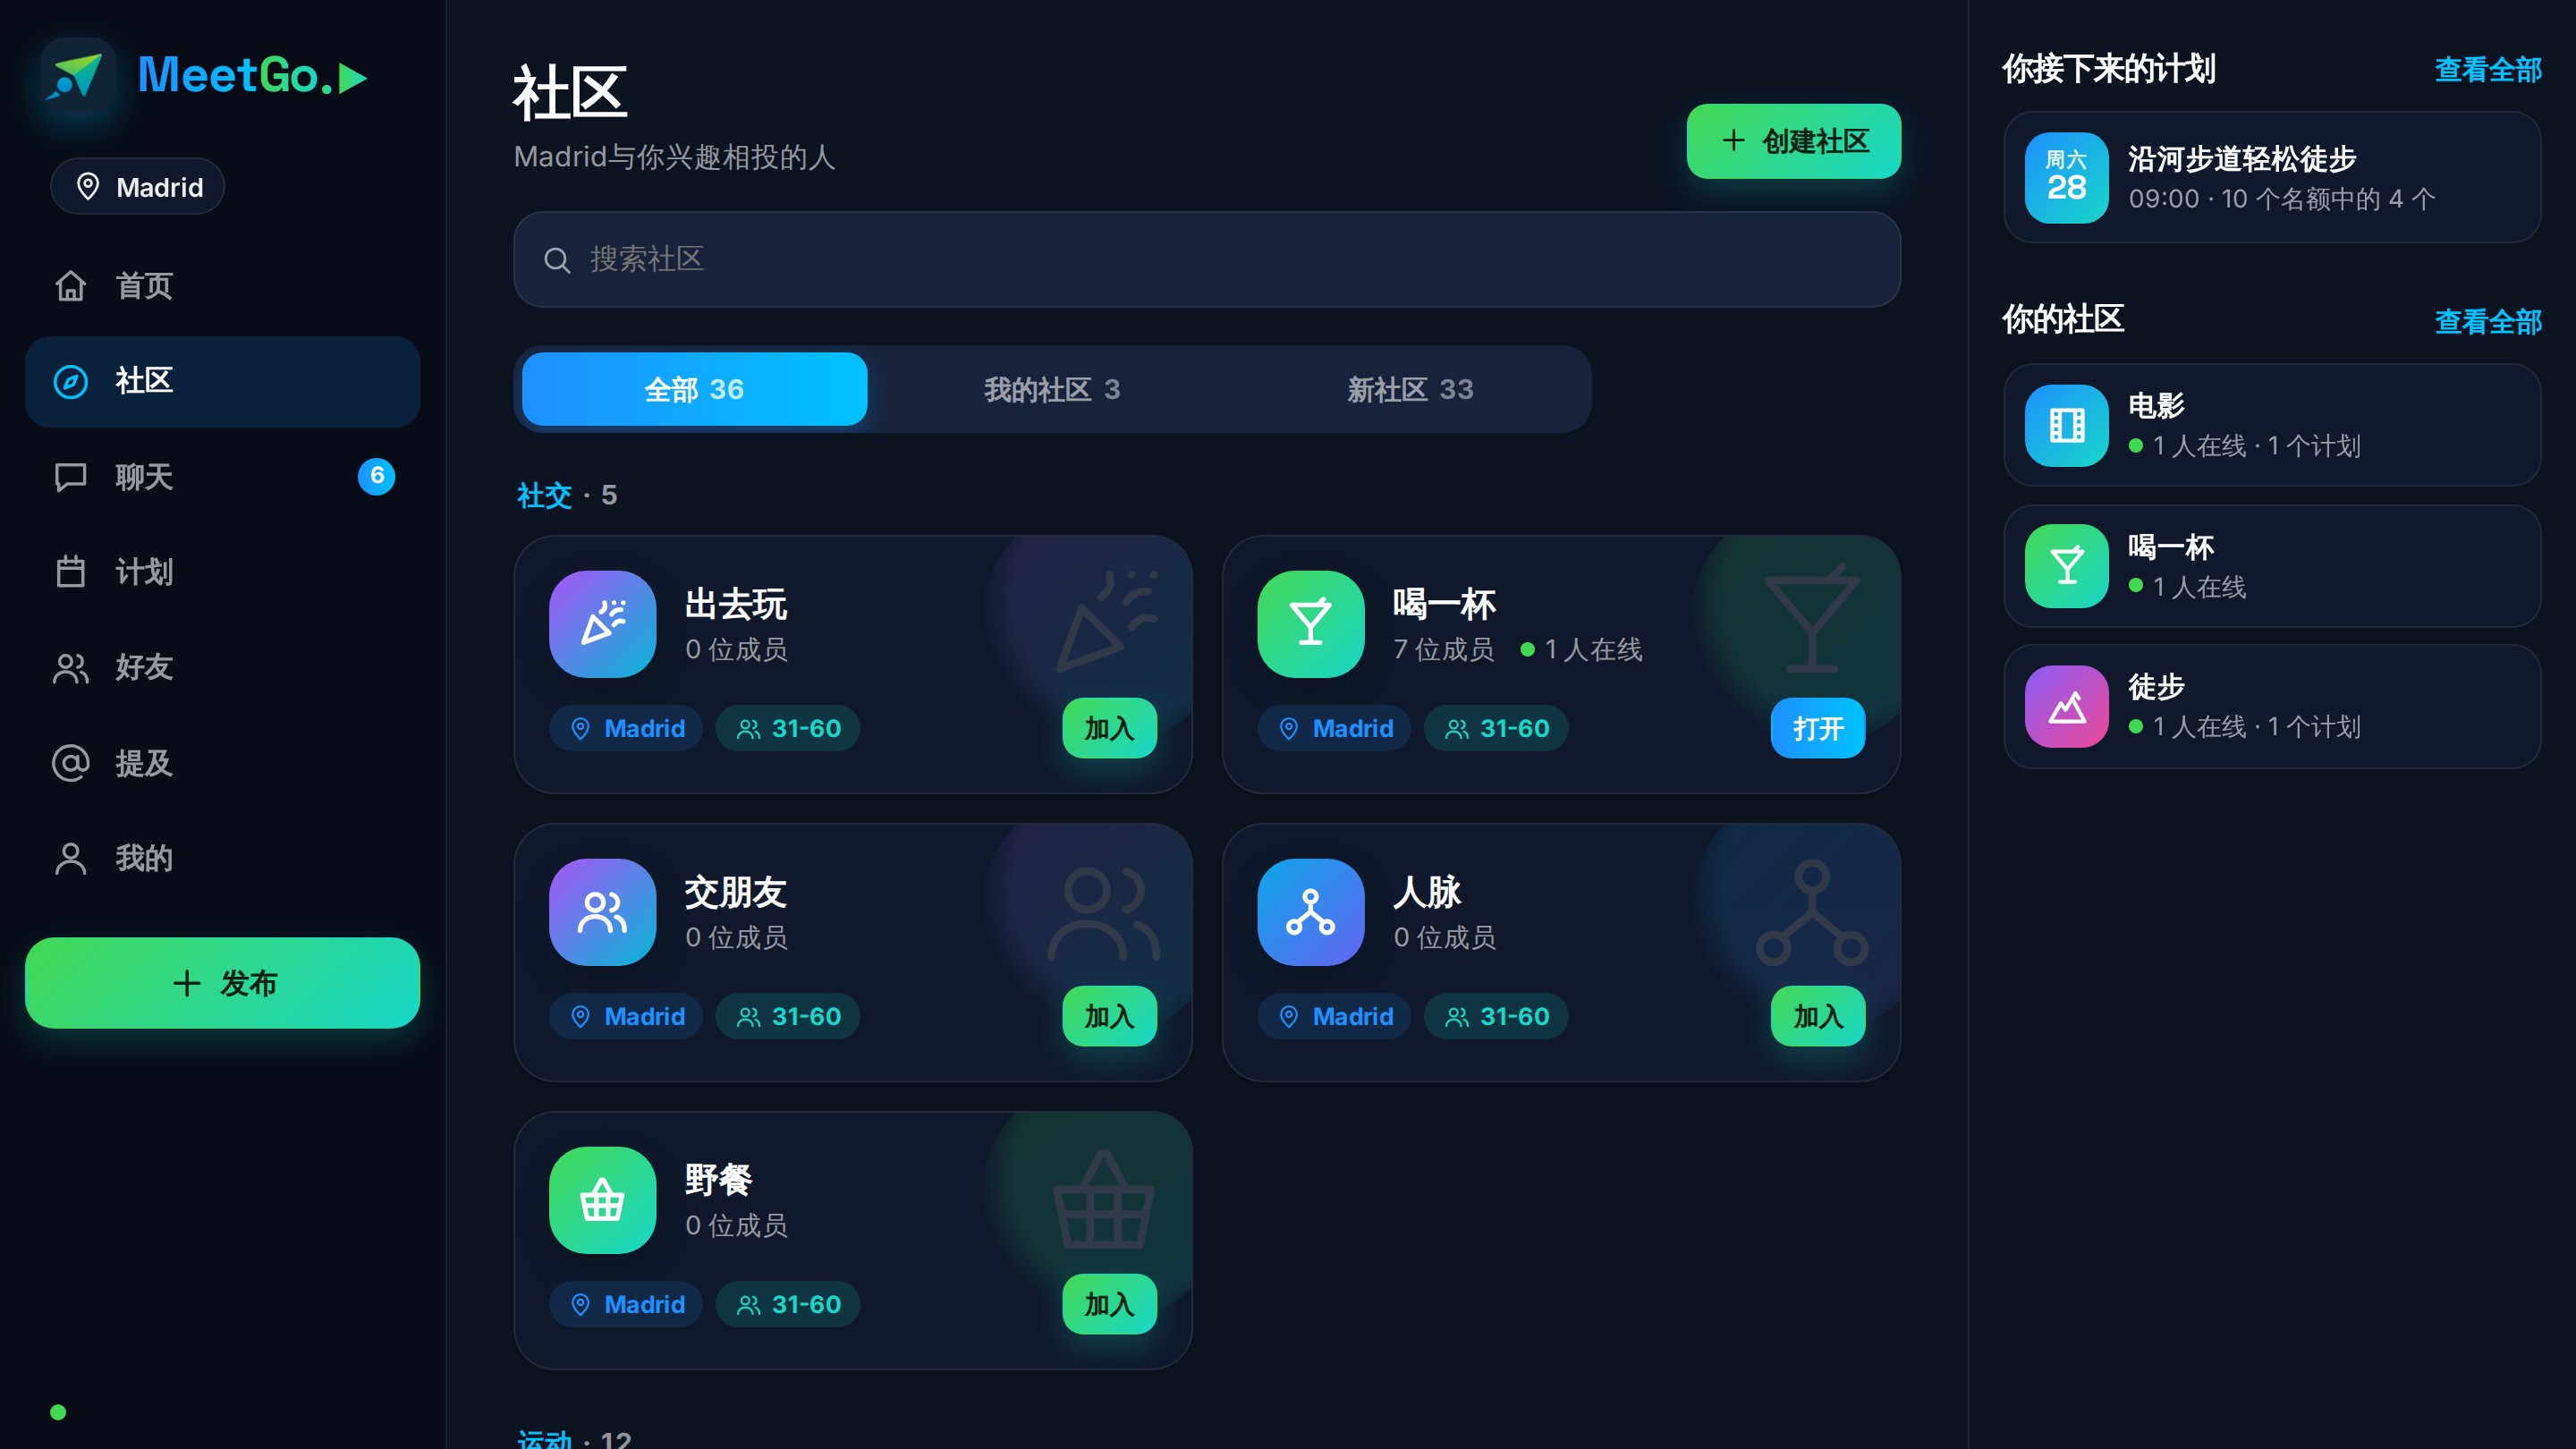 MeetGo.
Madrid
首页
社区
聊天 6
计划
好友
提及
我的
发布
社区
Madrid与你兴趣相投的人
创建社区
搜索社区
全部 36
我的社区 3
新社区 33
社交 · 5
出去玩
0 位成员
Madrid 31-60 加入
喝一杯
7 位成员 1 人在线
Madrid 31-60 打开
交朋友
0 位成员
Madrid 31-60 加入
人脉
0 位成员
Madrid 31-60 加入
野餐
0 位成员
Madrid 31-60 加入
运动 · 12
你接下来的计划 查看全部
周六
28
沿河步道轻松徒步
09:00 · 10 个名额中的 4 个
你的社区 查看全部
电影
1 人在线 · 1 个计划
喝一杯
1 人在线
徒步
1 人在线 · 1 个计划